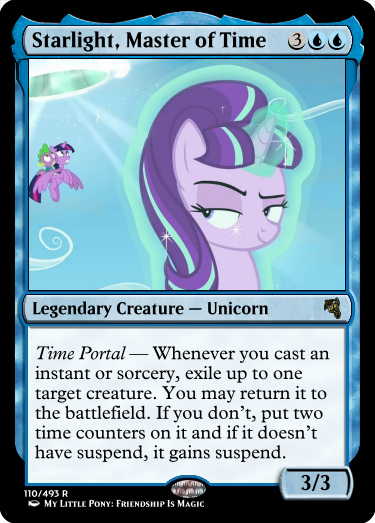 Starlight, Master of Time 3
Legendary Creature — Unicorn
Time Portal — Whenever you cast an
instant or sorcery, exile up to one
target creature. You may return it to
the battlefield. If you don't, put two
time counters on it and if it doesn't
have suspend, it gains suspend.
3/3
110/493 R
My Little Pony: Friendship Is Magic